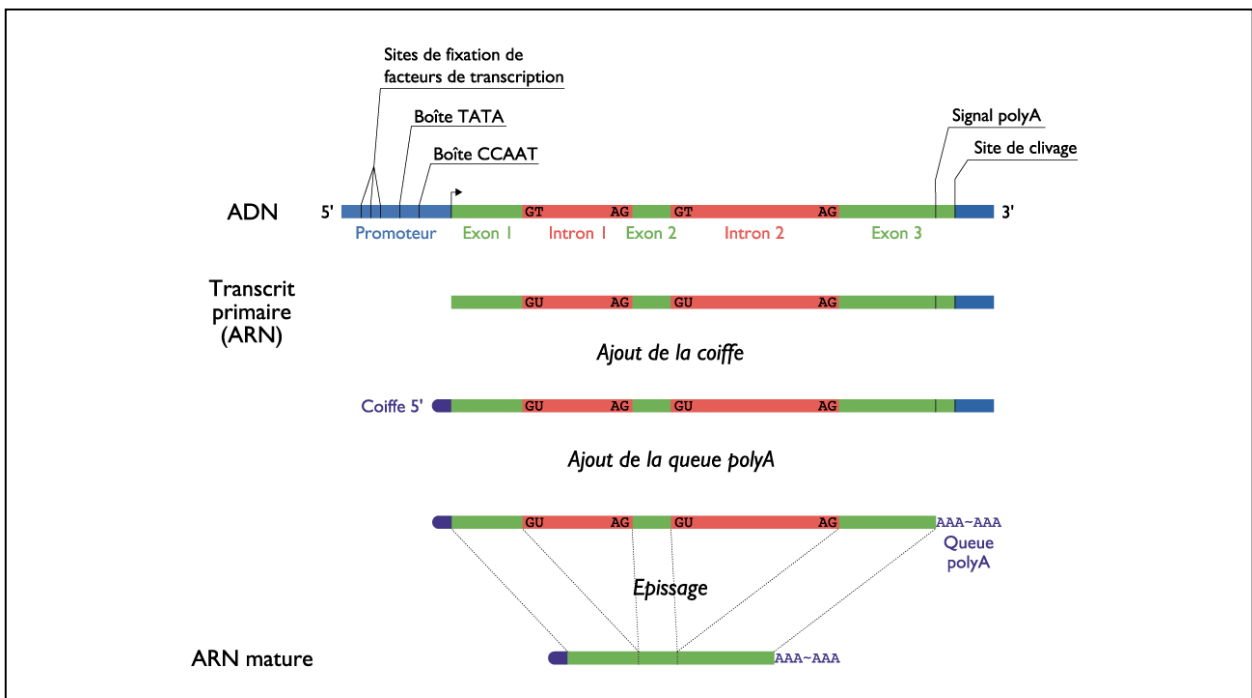 Sites de fixation de
facteurs de transcription
Boîte TATA
Boîte CCAAT
Signal polyA
Site de clivage
ADN
5'
GT
AG
GT
AG
3'
Promoteur
Exon 1
Intron 1
Exon 2
Intron 2
Exon 3
Transcrit
primaire
(ARN)
GU
AG
GU
AG
Ajout de la coiffe
Coiffe 5'
GU
AG
GU
AG
Ajout de la queue polyA
GU
AG
GU
AG
AAA~AAA
Queue
polyA
Epissage
ARN mature
AAA~AAA